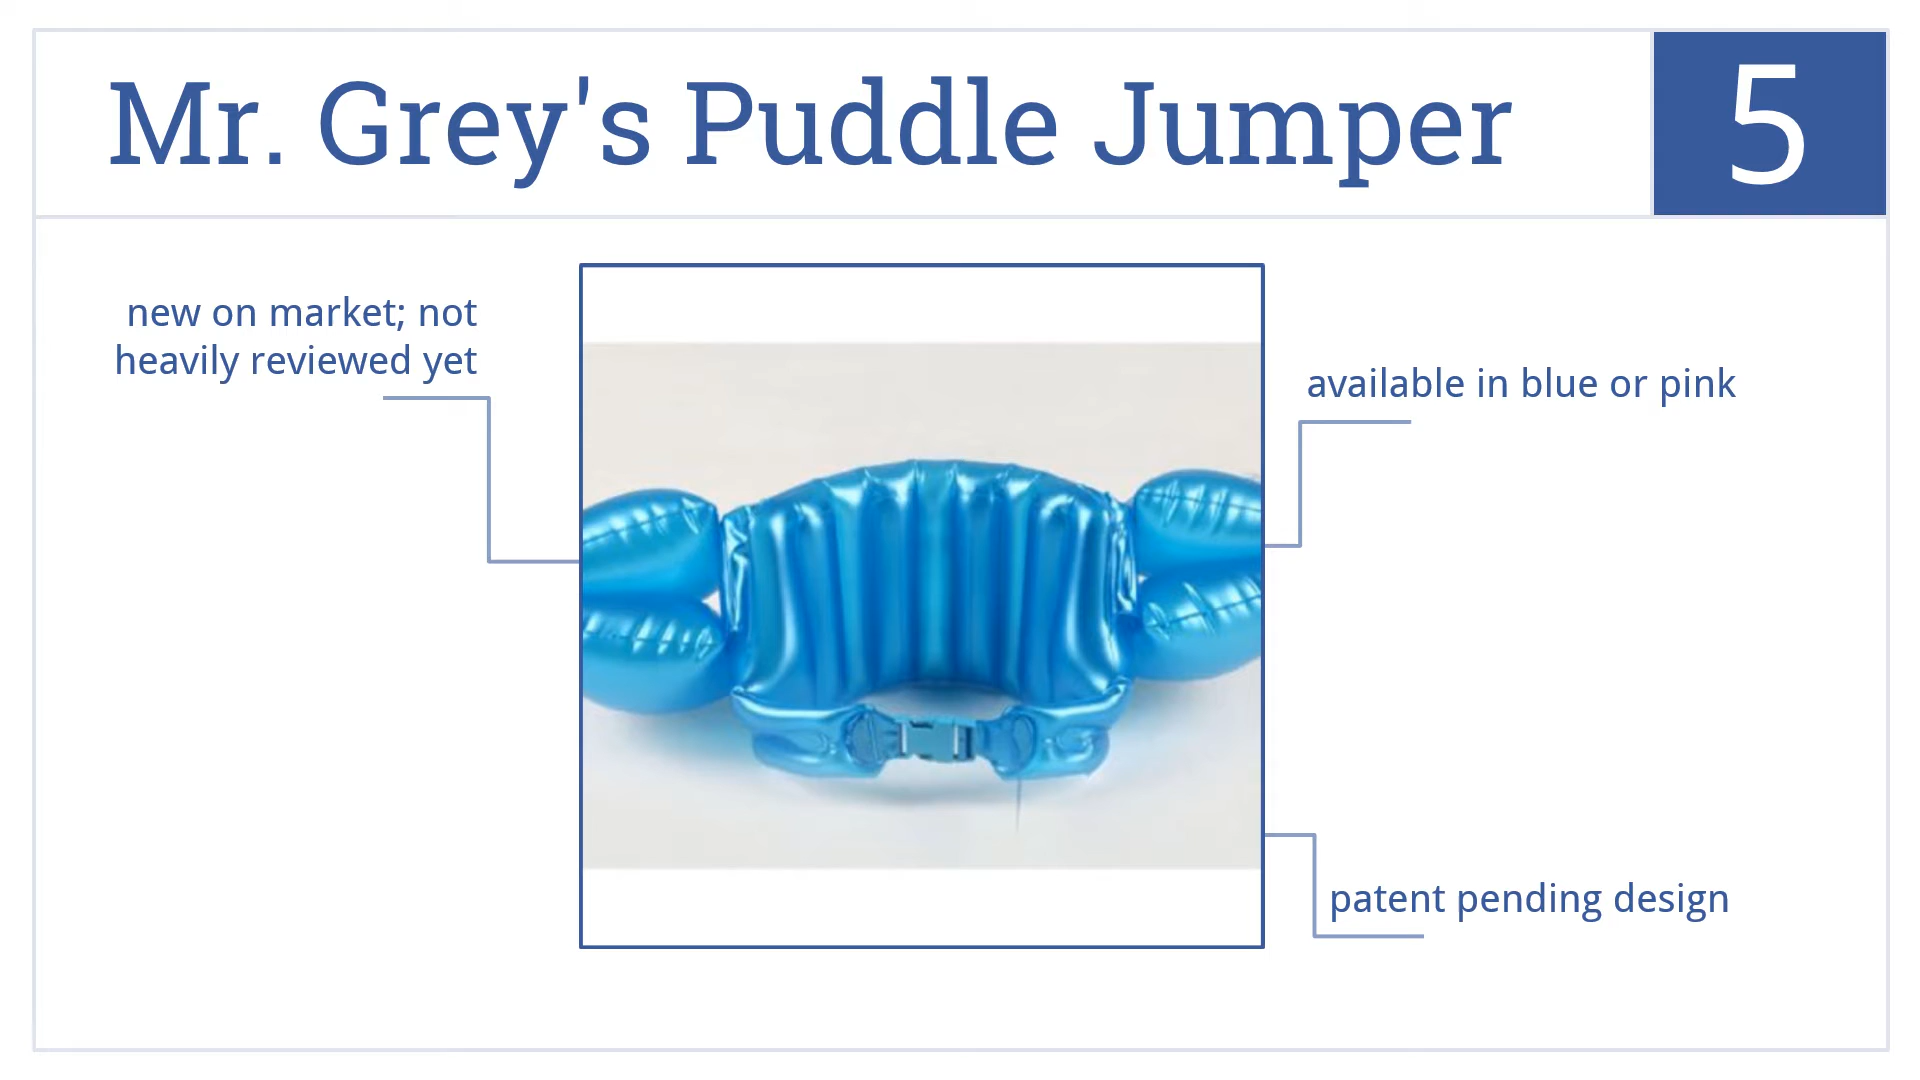 Mr. Grey's Puddle Jumper
5
new on market; not
heavily reviewed yet
available in blue or pink
patent pending design